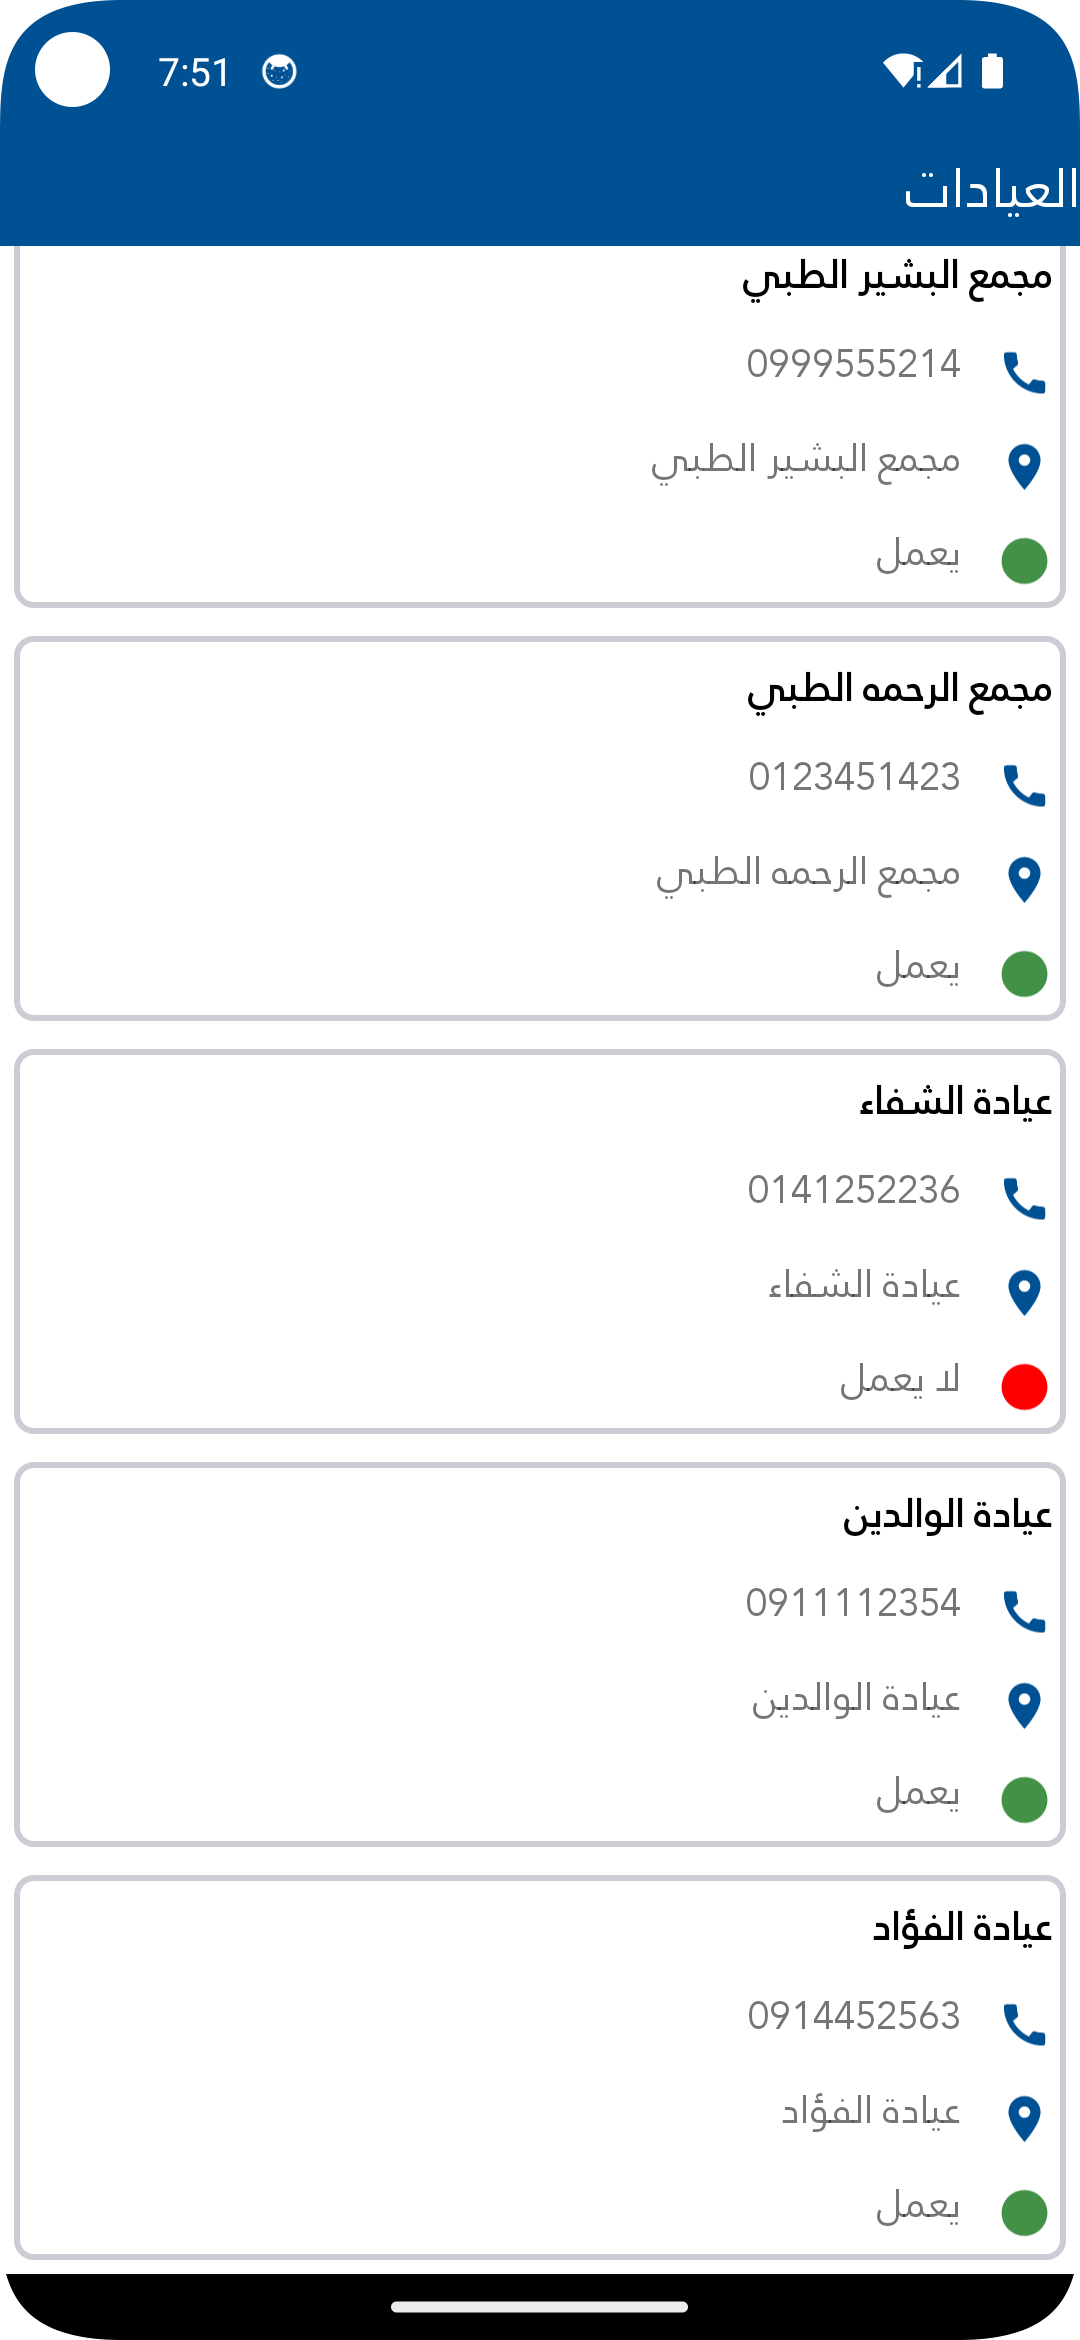 7:51
العيادات
مجمع البشير الطبي
0999555214
مجمع البشير الطبي
يعمل
مجمع الرحمه الطبي
0123451423
مجمع الرحمه الطبي
يعمل
عيادة الشفاء
0141252236
عيادة الشفاء
لا يعمل
عيادة الوالدين
0911112354
عيادة الوالدين
يعمل
عيادة الفؤاد
0914452563
عيادة الفؤاد
يعمل